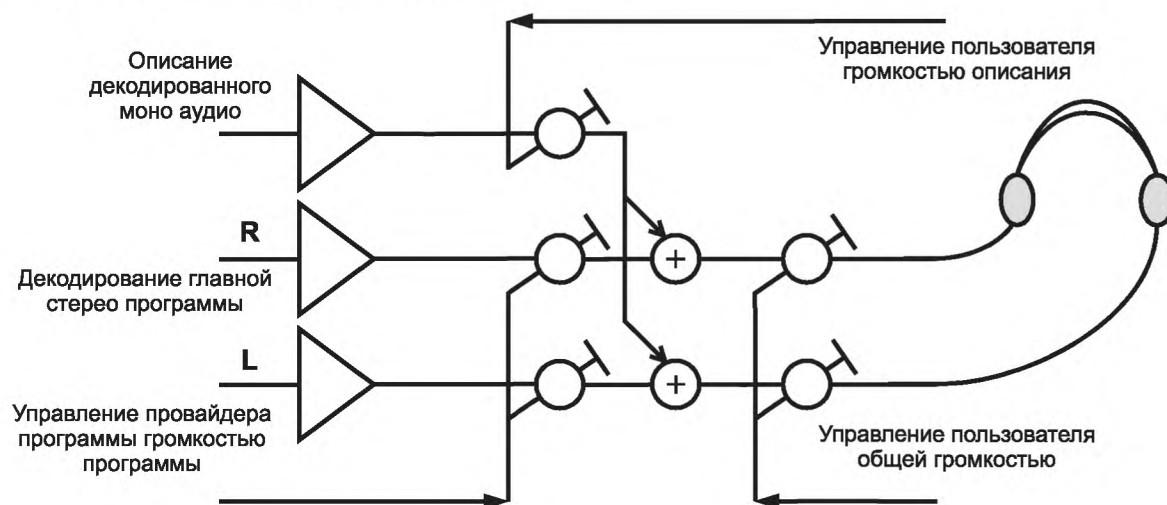 Описание
декодированного
моно аудио
Управление пользователя
громкостью описания
R
Декодирование главной
стерео программы
+
L
Управление провайдера
программы громкостью
программы
+
Управление пользователя
общей громкостью